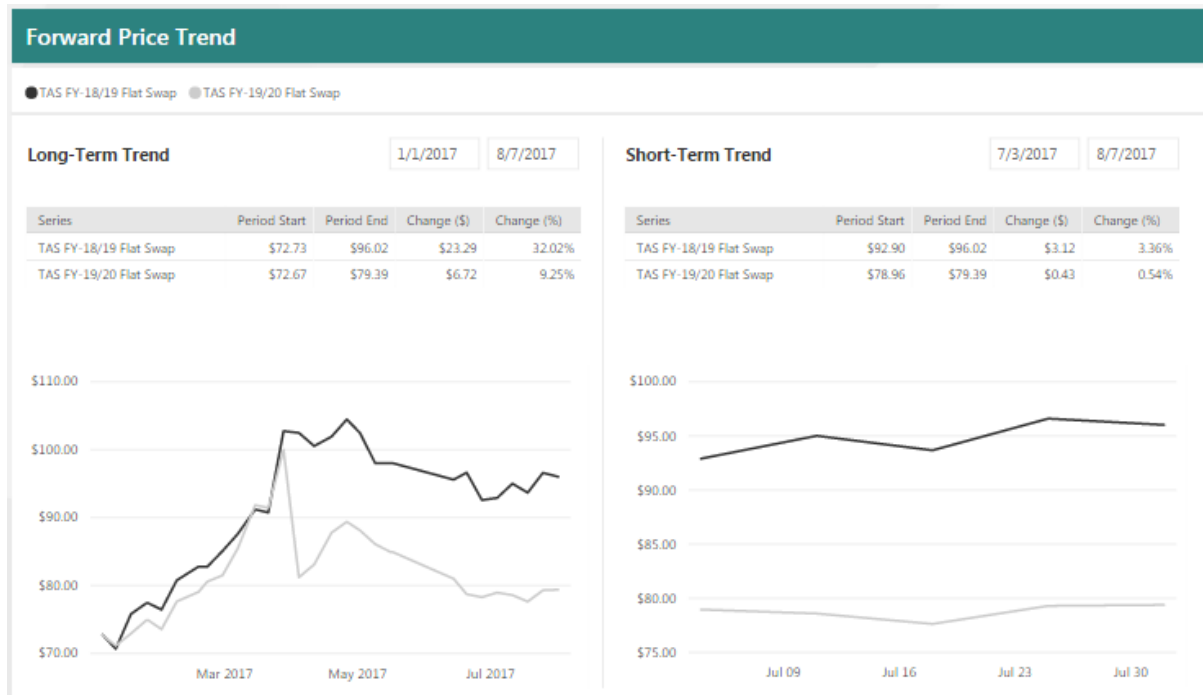 Forward Price Trend
TAS FY-18/19 Flat Swap TAS FY-19/20 Flat Swap
Long-Term Trend 1/1/2017 8/7/2017
Series Period Start Period End Change ($) Change (%)
TAS FY-18/19 Flat Swap $72.73 $96.02 $23.29 32.02%
TAS FY-19/20 Flat Swap $72.67 $79.39 $6.72 9.25%
$110.00
$100.00
$90.00
$80.00
$70.00
Mar 2017 May 2017 Jul 2017
Short-Term Trend 7/3/2017 8/7/2017
Series Period Start Period End Change ($) Change (%)
TAS FY-18/19 Flat Swap $92.90 $96.02 $3.12 3.36%
TAS FY-19/20 Flat Swap $78.96 $79.39 $0.43 0.54%
$100.00
$95.00
$90.00
$85.00
$80.00
$75.00
Jul 09 Jul 16 Jul 23 Jul 30